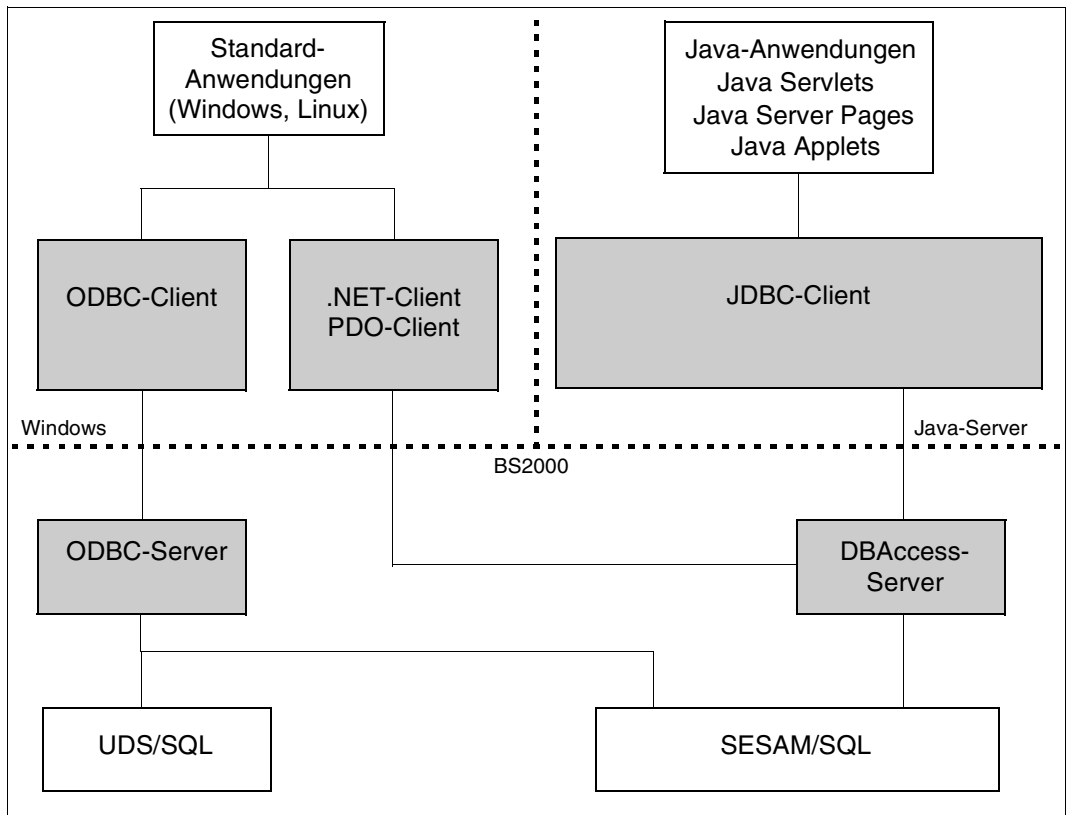 Standard-
Anwendungen
(Windows, Linux)
Java-Anwendungen
Java Servlets
Java Server Pages
Java Applets
ODBC-Client
.NET-Client
PDO-Client
JDBC-Client
Windows
Java-Server
BS2000
ODBC-Server
DBAccess-
Server
UDS/SQL
SESAM/SQL